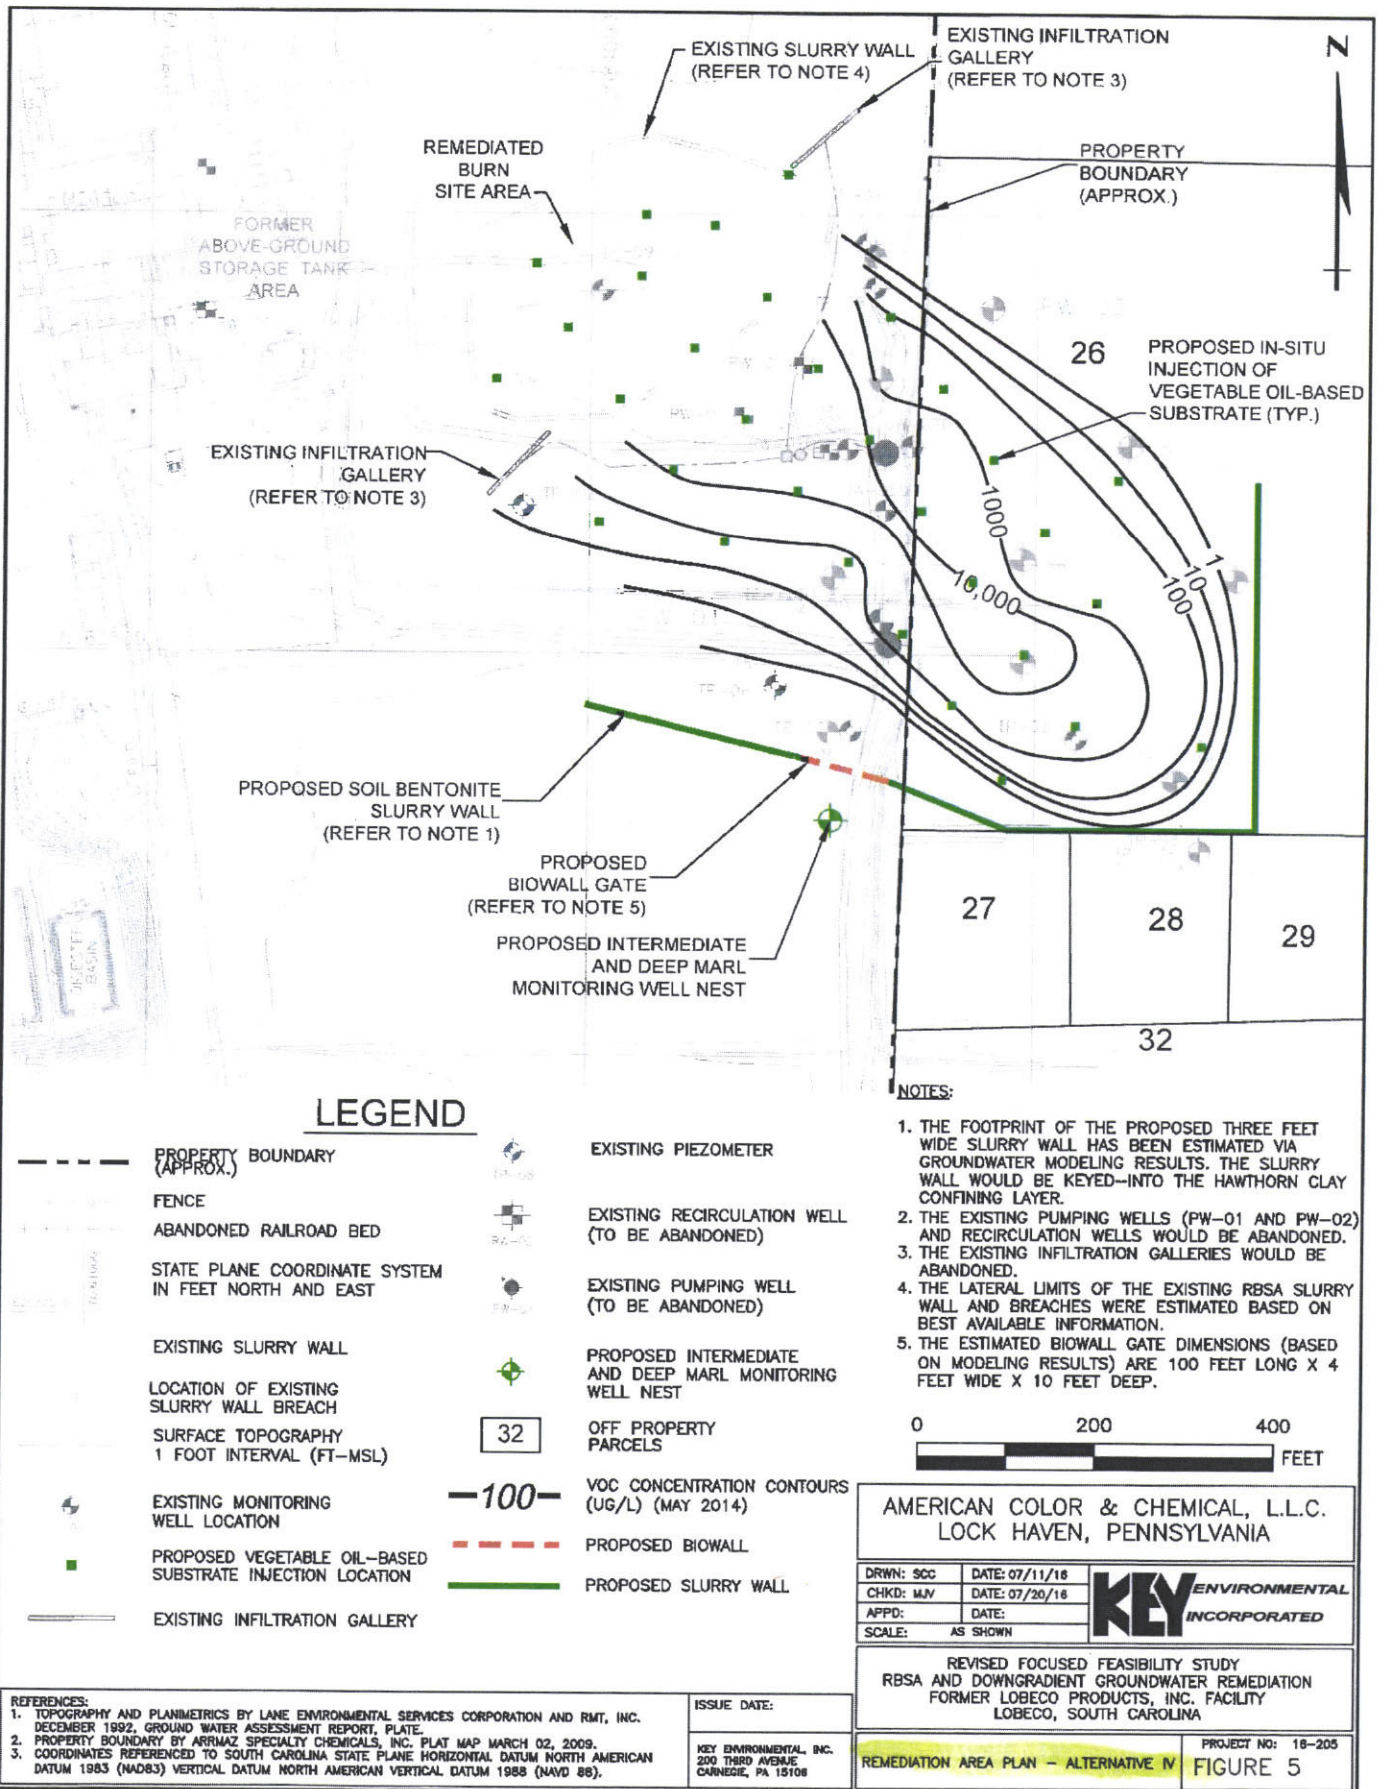 EXISTING SLURRY WALL
(REFER TO NOTE 4)
EXISTING INFILTRATION
GALLERY
(REFER TO NOTE 3)
N
REMEDIATED
BURN
SITE AREA
PROPERTY
BOUNDARY
(APPROX.)
FORMER
ABOVE-GROUND
STORAGE TANK
AREA
26
PROPOSED IN-SITU
INJECTION OF
VEGETABLE OIL-BASED
SUBSTRATE (TYP.)
EXISTING INFILTRATION
GALLERY
(REFER TO NOTE 3)
1000
10,000
1
10
100
PROPOSED SOIL BENTONITE
SLURRY WALL
(REFER TO NOTE 1)
PROPOSED
BIOWALL GATE
(REFER TO NOTE 5)
PROPOSED INTERMEDIATE
AND DEEP MARL
MONITORING WELL NEST
27
28
29
32
DIGESTER
BASIN
LEGEND
PROPERTY BOUNDARY
(APPROX.)
FENCE
ABANDONED RAILROAD BED
STATE PLANE COORDINATE SYSTEM
IN FEET NORTH AND EAST
EXISTING SLURRY WALL
LOCATION OF EXISTING
SLURRY WALL BREACH
SURFACE TOPOGRAPHY
1 FOOT INTERVAL (FT-MSL)
EXISTING MONITORING
WELL LOCATION
PROPOSED VEGETABLE OIL-BASED
SUBSTRATE INJECTION LOCATION
EXISTING INFILTRATION GALLERY
EXISTING PIEZOMETER
EXISTING RECIRCULATION WELL
(TO BE ABANDONED)
EXISTING PUMPING WELL
(TO BE ABANDONED)
PROPOSED INTERMEDIATE
AND DEEP MARL MONITORING
WELL NEST
32
OFF PROPERTY
PARCELS
100
VOC CONCENTRATION CONTOURS
(UG/L) (MAY 2014)
PROPOSED BIOWALL
PROPOSED SLURRY WALL
NOTES:
1. THE FOOTPRINT OF THE PROPOSED THREE FEET
WIDE SLURRY WALL HAS BEEN ESTIMATED VIA
GROUNDWATER MODELING RESULTS. THE SLURRY
WALL WOULD BE KEYED-INTO THE HAWTHORN CLAY
CONFINING LAYER.
2. THE EXISTING PUMPING WELLS (PW-01 AND PW-02)
AND RECIRCULATION WELLS WOULD BE ABANDONED.
3. THE EXISTING INFILTRATION GALLERIES WOULD BE
ABANDONED.
4. THE LATERAL LIMITS OF THE EXISTING RBSA SLURRY
WALL AND BREACHES WERE ESTIMATED BASED ON
BEST AVAILABLE INFORMATION.
5. THE ESTIMATED BIOWALL GATE DIMENSIONS (BASED
ON MODELING RESULTS) ARE 100 FEET LONG X 4
FEET WIDE X 10 FEET DEEP.
0 200 400
FEET
AMERICAN COLOR & CHEMICAL, L.L.C.
LOCK HAVEN, PENNSYLVANIA
DRWN: SCC DATE: 07/11/16
CHKD: MJV DATE: 07/20/16
APPD: DATE:
SCALE: AS SHOWN
KEY ENVIRONMENTAL
INCORPORATED
REVISED FOCUSED FEASIBILITY STUDY
RBSA AND DOWNGRADIENT GROUNDWATER REMEDIATION
FORMER LOBECO PRODUCTS, INC. FACILITY
LOBECO, SOUTH CAROLINA
REFERENCES:
1. TOPOGRAPHY AND PLANIMETRICS BY LANE ENVIRONMENTAL SERVICES CORPORATION AND RMT, INC.
DECEMBER 1992, GROUND WATER ASSESSMENT REPORT, PLATE.
2. PROPERTY BOUNDARY BY ARRMAZ SPECIALTY CHEMICALS, INC. PLAT MAP MARCH 02, 2009.
3. COORDINATES REFERENCED TO SOUTH CAROLINA STATE PLANE HORIZONTAL DATUM NORTH AMERICAN
DATUM 1983 (NAD83) VERTICAL DATUM NORTH AMERICAN VERTICAL DATUM 1988 (NAVD 88).
ISSUE DATE:
KEY ENVIRONMENTAL, INC.
200 THIRD AVENUE
CARNEGIE, PA 15106
REMEDIATION AREA PLAN - ALTERNATIVE IV
PROJECT NO: 16-205
FIGURE 5